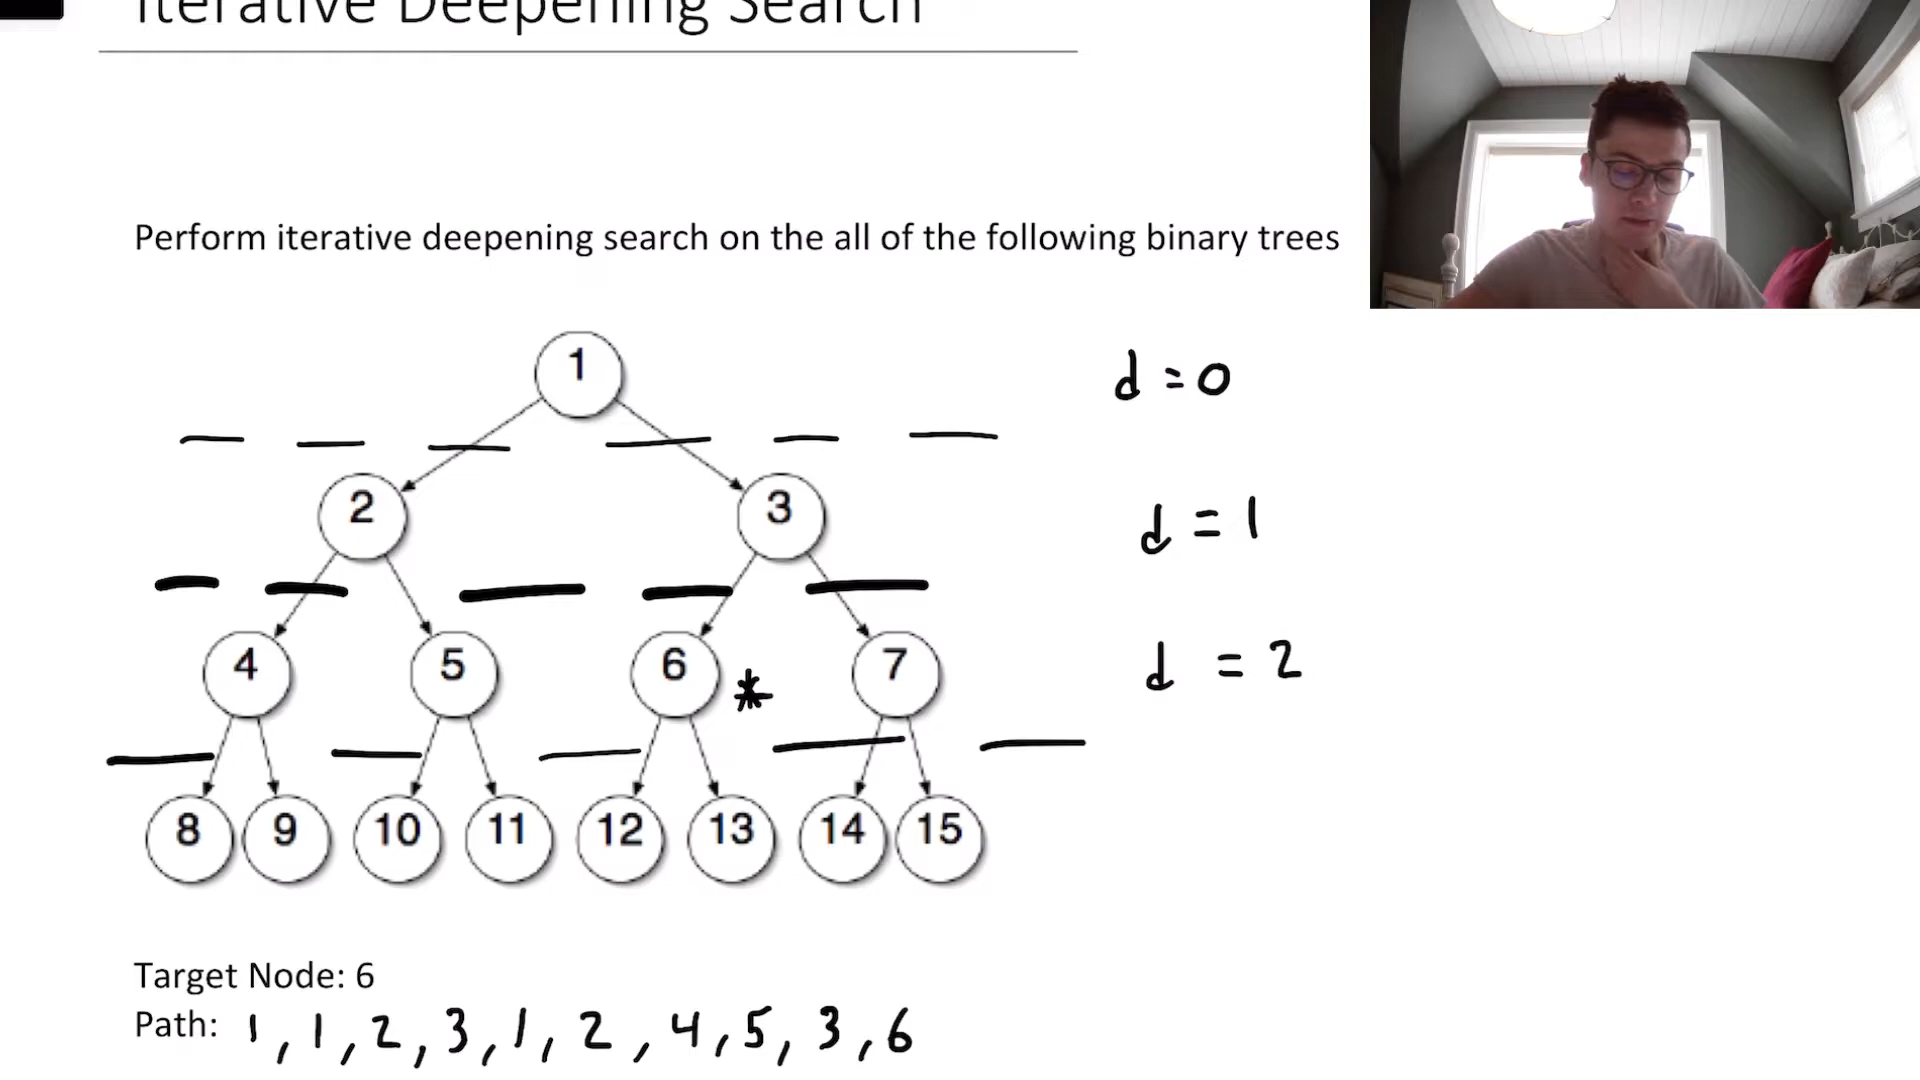 Iterative Deepening Search
Perform iterative deepening search on the all of the following binary trees
1
d = 0
2 3
d = 1
4 5 6 * 7
d = 2
8 9 10 11 12 13 14 15
Target Node: 6
Path: 1, 1, 2, 3, 1, 2, 4, 5, 3, 6